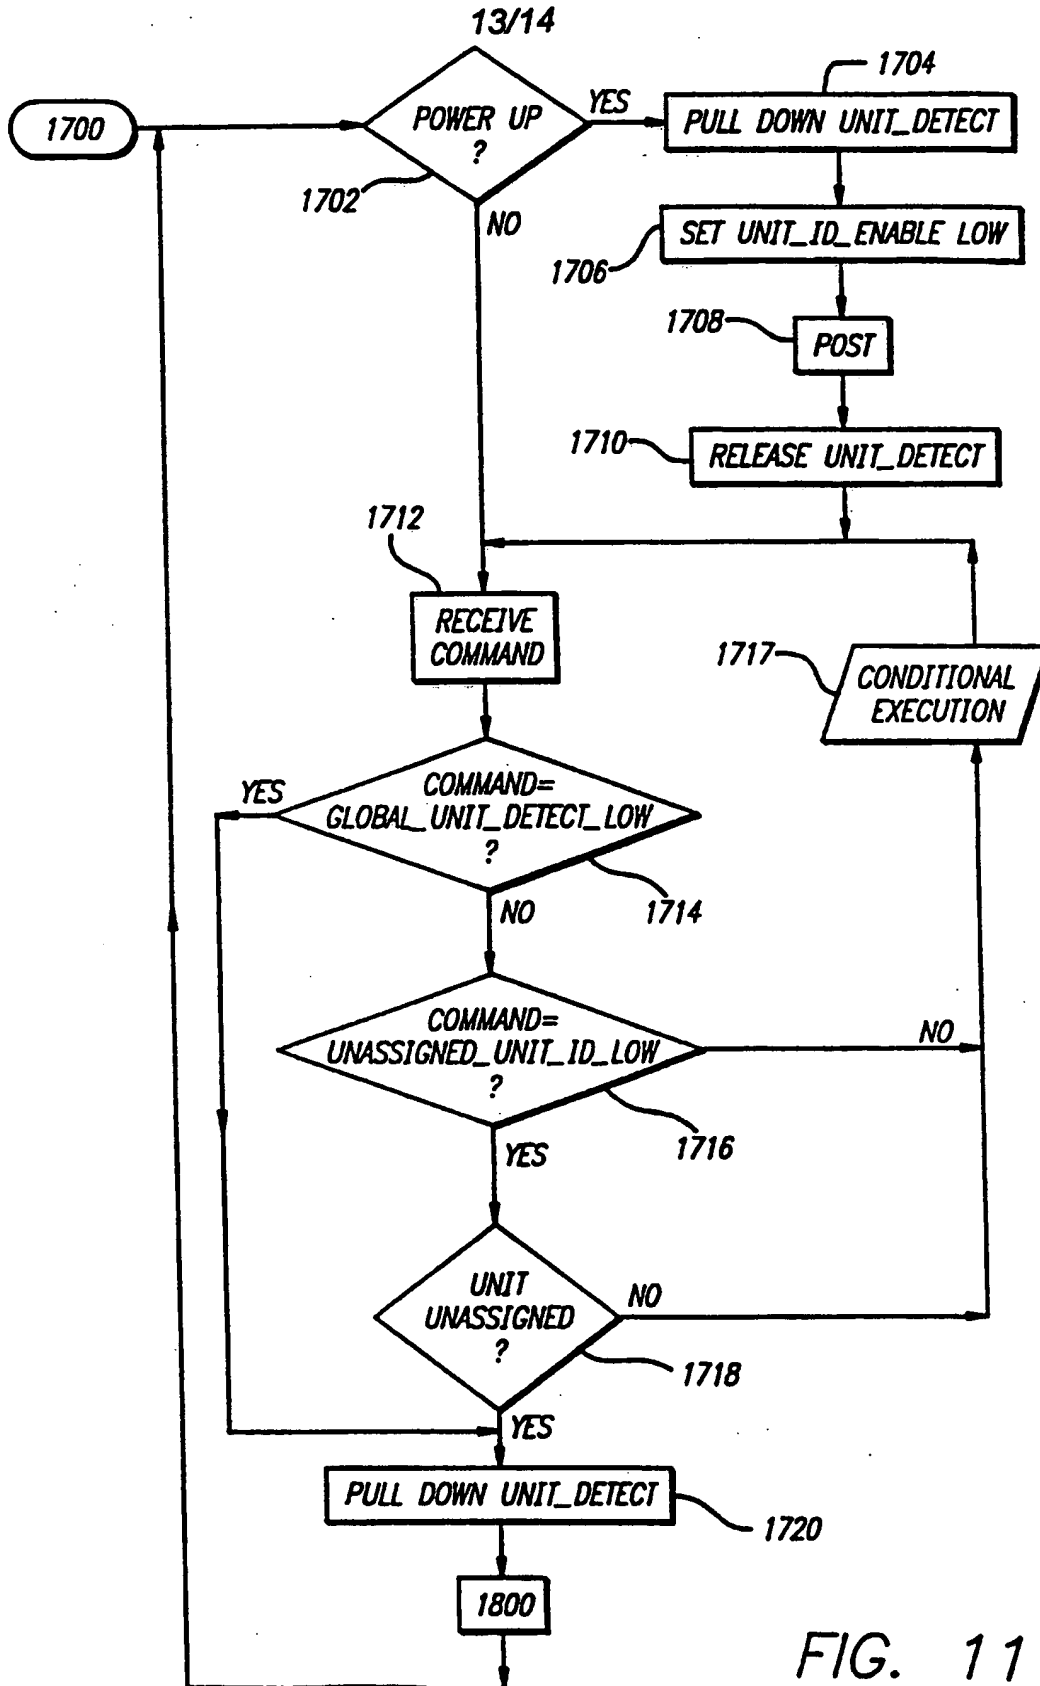 13/14
1700
POWER UP
?
1702
YES
NO
1704
PULL DOWN UNIT_DETECT
SET UNIT_ID_ENABLE LOW
1706
1708
POST
1710
RELEASE UNIT_DETECT
1712
RECEIVE
COMMAND
1717
CONDITIONAL
EXECUTION
YES
COMMAND=
GLOBAL_UNIT_DETECT_LOW
?
1714
NO
COMMAND=
UNASSIGNED_UNIT_ID_LOW
?
NO
1716
YES
UNIT
UNASSIGNED
?
NO
1718
YES
PULL DOWN UNIT_DETECT
1720
1800
FIG. 11